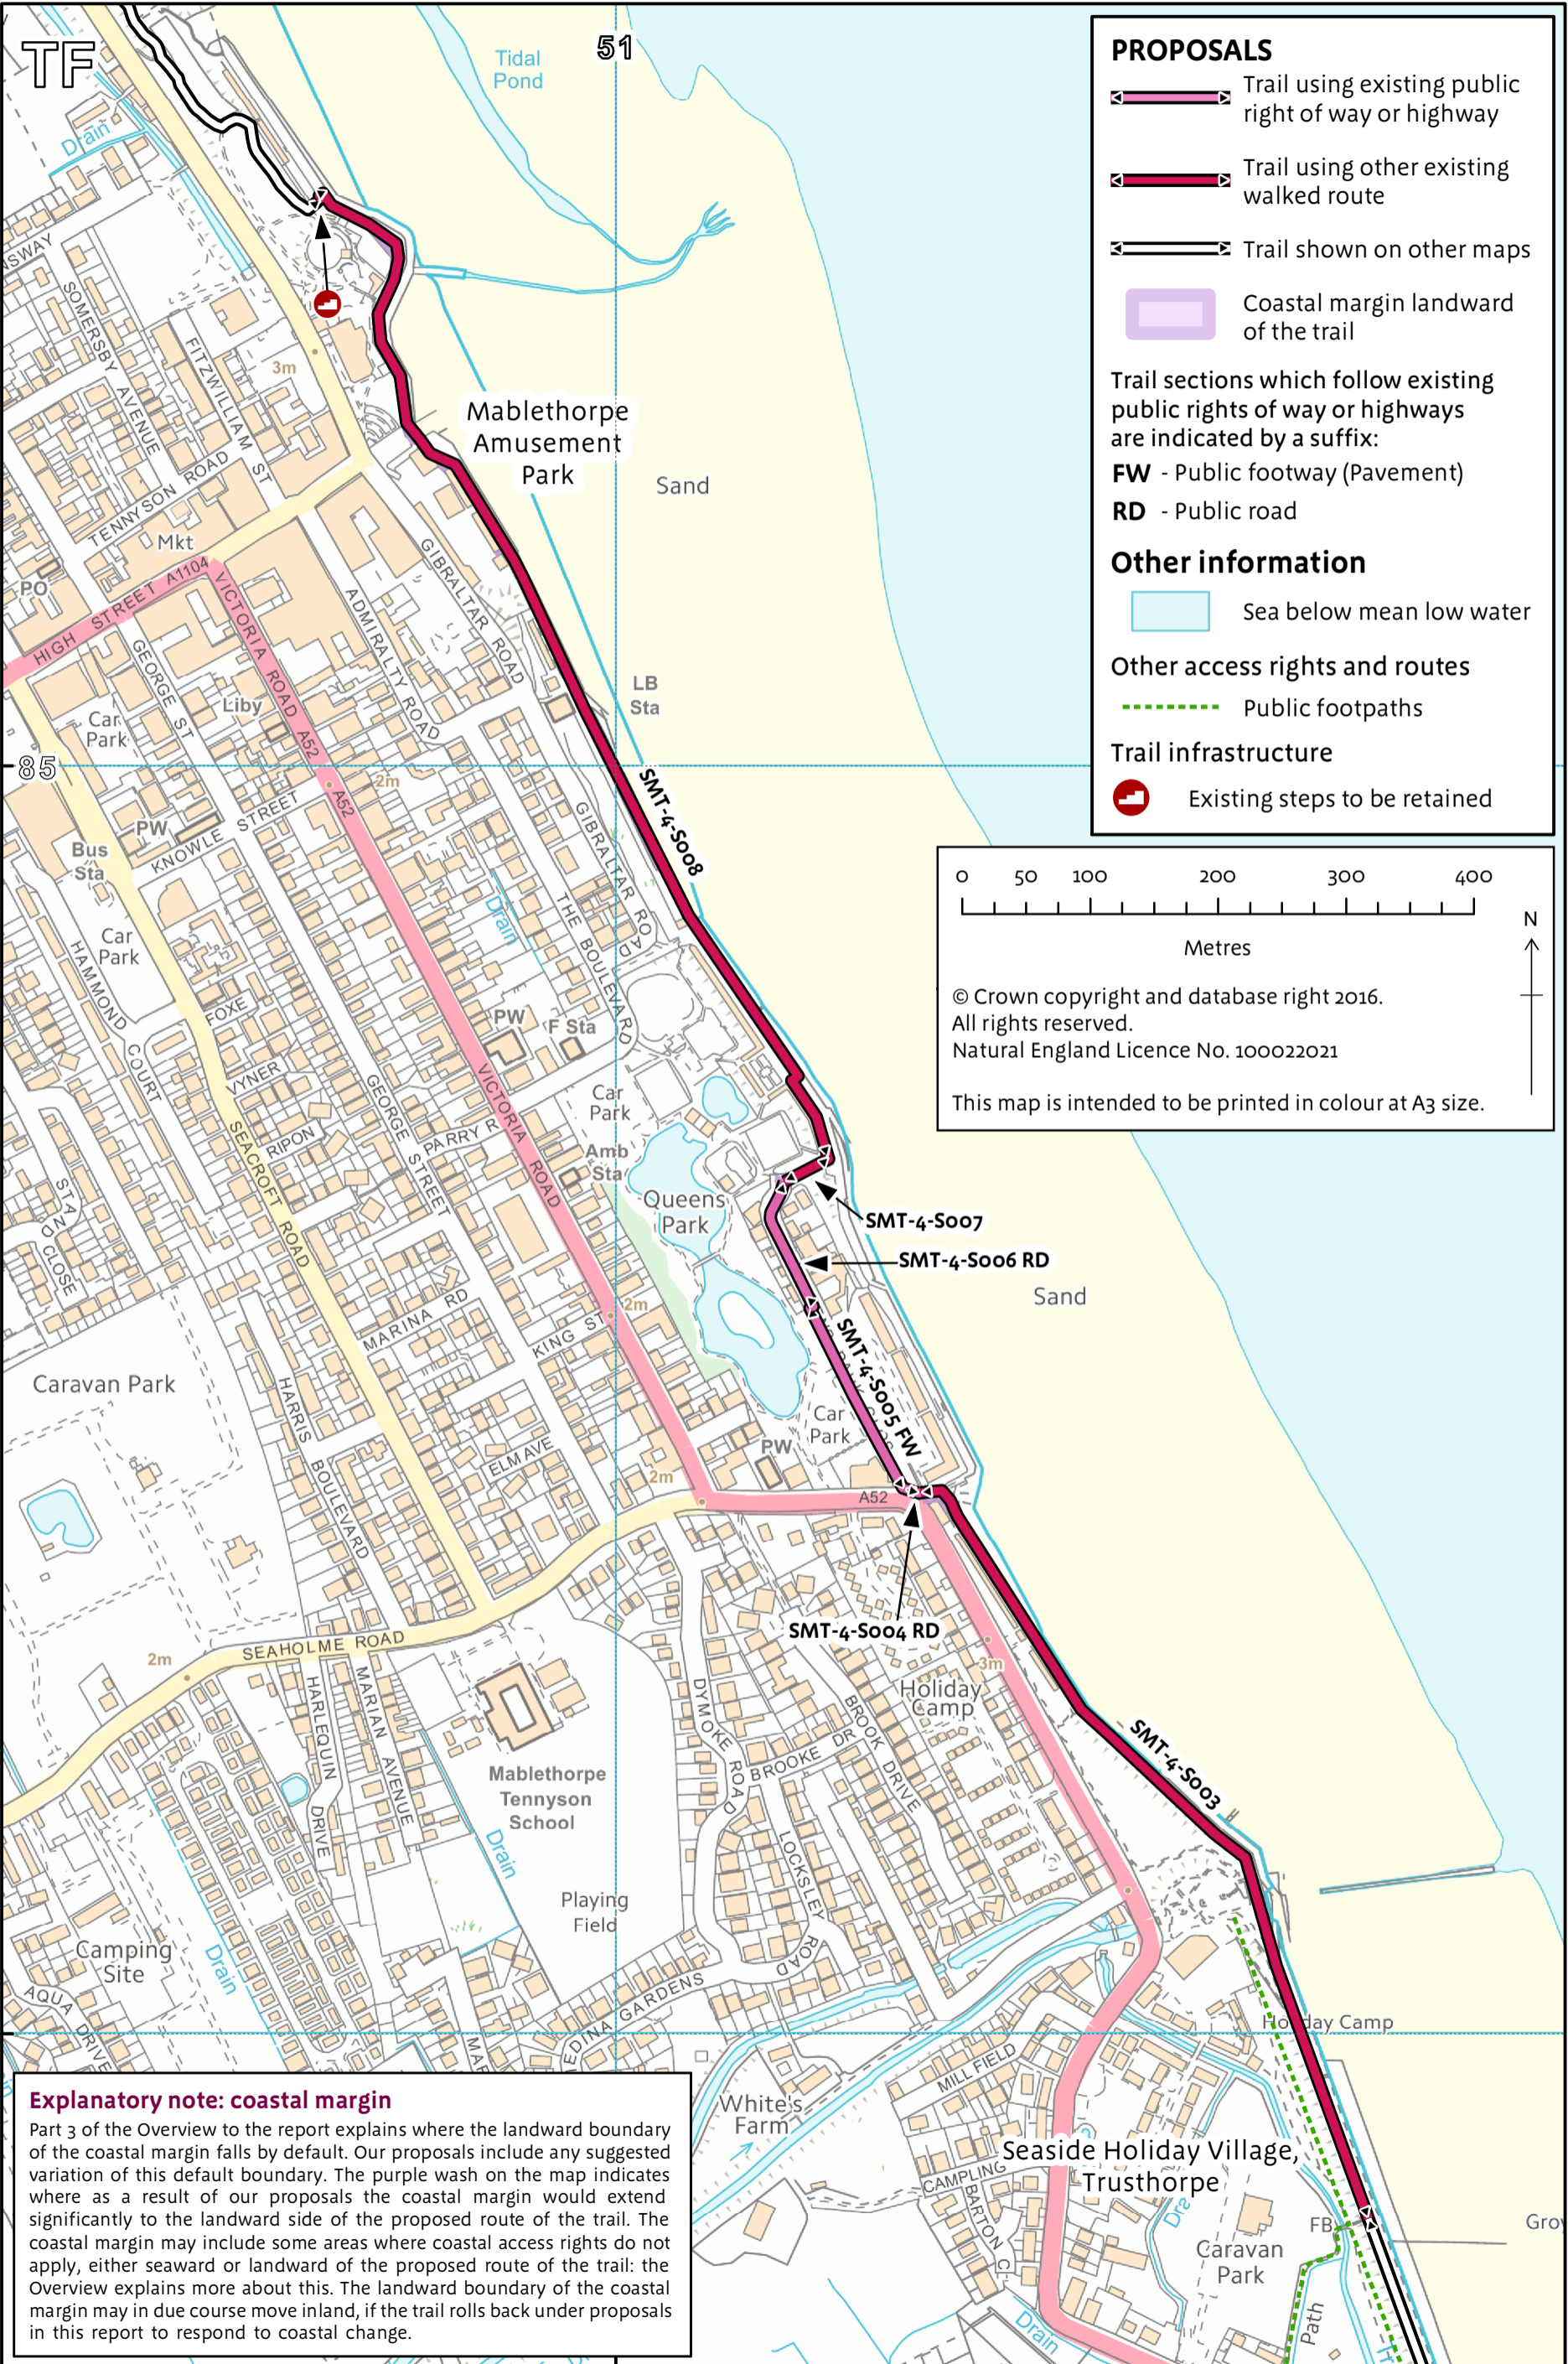 TF
51
Tidal
Pond
Drain
NSWAY
SOMERSBY AVENUE
FITZWILLIAM ST
3m
TENNYSON ROAD
Mkt
PO
HIGH STREET A1104
Mablethorpe
Amusement
Park
Sand
GIBRALTAR ROAD
ADMIRALTY ROAD
VICTORIA ROAD A52
GEORGE ST
Liby
Car
Park
LB
Sta
85
2m
A52
SMT-4-S008
PW
KNOWLE STREET
Bus
Sta
GIBRALTAR ROAD
THE BOULEVARD
Drain
Car
Park
HAMMOND COURT
FOXE
PW
F Sta
VYNER
GEORGE STREET
VICTORIA ROAD
Car
Park
PARRY R
RIPON
SEACROFT ROAD
Amb
Sta
Queens
Park
SMT-4-S007
SMT-4-S006 RD
Sand
2m
MARINA RD
KING ST
SMT-4-S005 FW
Caravan Park
HARRIS BOULEVARD
ELM AVE
Car
Park
PW
2m
A52
SMT-4-S004 RD
SEAHOLME ROAD
2m
3m
Holiday
Camp
HARLEQUIN DRIVE
MARIAN AVENUE
DYMOKE ROAD
BROOKE DR
BROOK DRIVE
SMT-4-S003
Mablethorpe
Tennyson
School
Drain
LOCKSLEY ROAD
Playing
Field
Camping
Site
Drain
AQUA DRIVE
EDINA GARDENS
MAR
Holiday Camp
MILL FIELD
White's
Farm
CAMPLING
BARTON C
Seaside Holiday Village,
Trusthorpe
Dra
FB
Caravan
Park
Path
Drain
Gro
PROPOSALS
Trail using existing public
right of way or highway
Trail using other existing
walked route
Trail shown on other maps
Coastal margin landward
of the trail
Trail sections which follow existing
public rights of way or highways
are indicated by a suffix:
FW - Public footway (Pavement)
RD - Public road
Other information
Sea below mean low water
Other access rights and routes
Public footpaths
Trail infrastructure
Existing steps to be retained
0 50 100 200 300 400
Metres
N
© Crown copyright and database right 2016.
All rights reserved.
Natural England Licence No. 100022021
This map is intended to be printed in colour at A3 size.
Explanatory note: coastal margin
Part 3 of the Overview to the report explains where the landward boundary
of the coastal margin falls by default. Our proposals include any suggested
variation of this default boundary. The purple wash on the map indicates
where as a result of our proposals the coastal margin would extend
significantly to the landward side of the proposed route of the trail. The
coastal margin may include some areas where coastal access rights do not
apply, either seaward or landward of the proposed route of the trail: the
Overview explains more about this. The landward boundary of the coastal
margin may in due course move inland, if the trail rolls back under proposals
in this report to respond to coastal change.